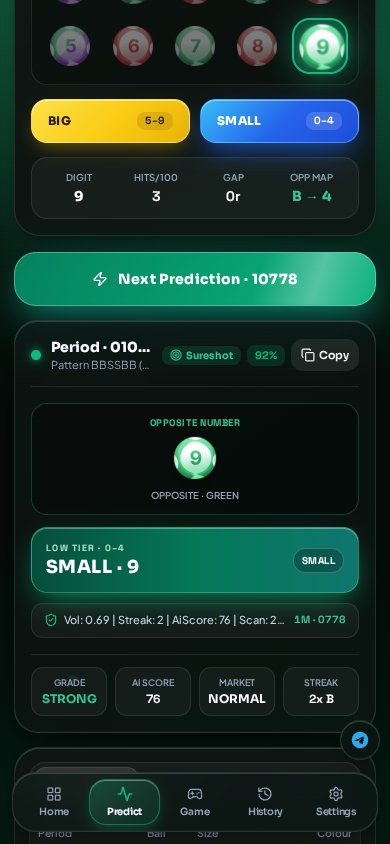 5 6 7 8 9
BIG 5–9 SMALL 0–4
DIGIT HITS/100 GAP OPP MAP
9 3 0r B → 4
Next Prediction · 10778
Period · 010... Sureshot 92% Copy
Pattern BBSSBB (...
OPPOSITE NUMBER
9
OPPOSITE · GREEN
LOW TIER · 0–4
SMALL · 9 SMALL
Vol: 0.69 | Streak: 2 | AiScore: 76 | Scan: 2... 1M · 0778
GRADE AI SCORE MARKET STREAK
STRONG 76 NORMAL 2x B
Home Predict Game History Settings
Period Ball Size Colour